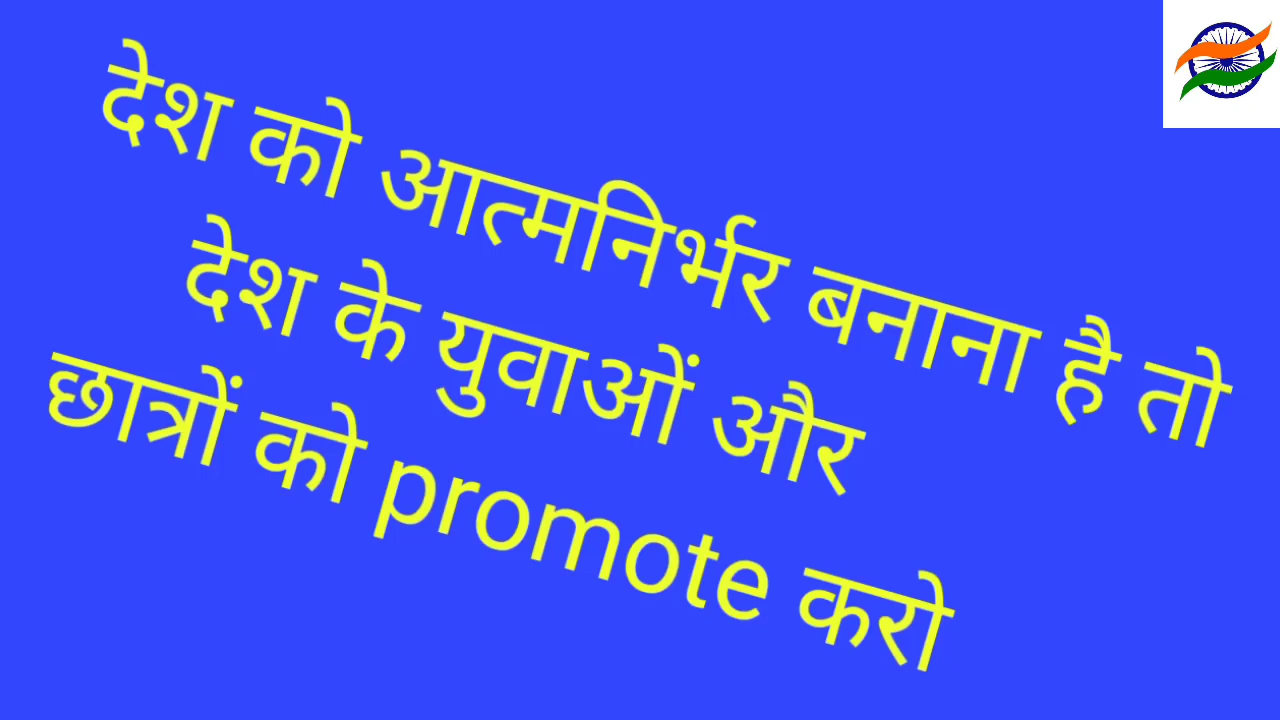 देश को आत्मनिर्भर बनाना है तो
देश के युवाओं और
छात्रों को promote करो